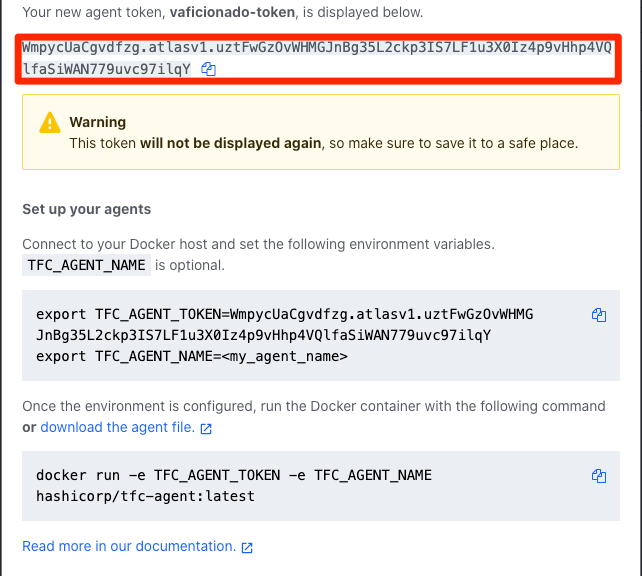 Your new agent token, vaficionado-token, is displayed below.
WmpycUaCgvdfzg.atlasv1.uztFwGzOvWHMGJnBg35L2ckp3IS7LF1u3X0Iz4p9vHhp4VQ
lfaSiWAN779uvc97ilqY
Warning
This token will not be displayed again, so make sure to save it to a safe place.
Set up your agents
Connect to your Docker host and set the following environment variables.
TFC_AGENT_NAME is optional.
export TFC_AGENT_TOKEN=WmpycUaCgvdfzg.atlasv1.uztFwGzOvWHMG
JnBg35L2ckp3IS7LF1u3X0Iz4p9vHhp4VQlfaSiWAN779uvc97ilqY
export TFC_AGENT_NAME=<my_agent_name>
Once the environment is configured, run the Docker container with the following command
or download the agent file.
docker run -e TFC_AGENT_TOKEN -e TFC_AGENT_NAME
hashicorp/tfc-agent:latest
Read more in our documentation.